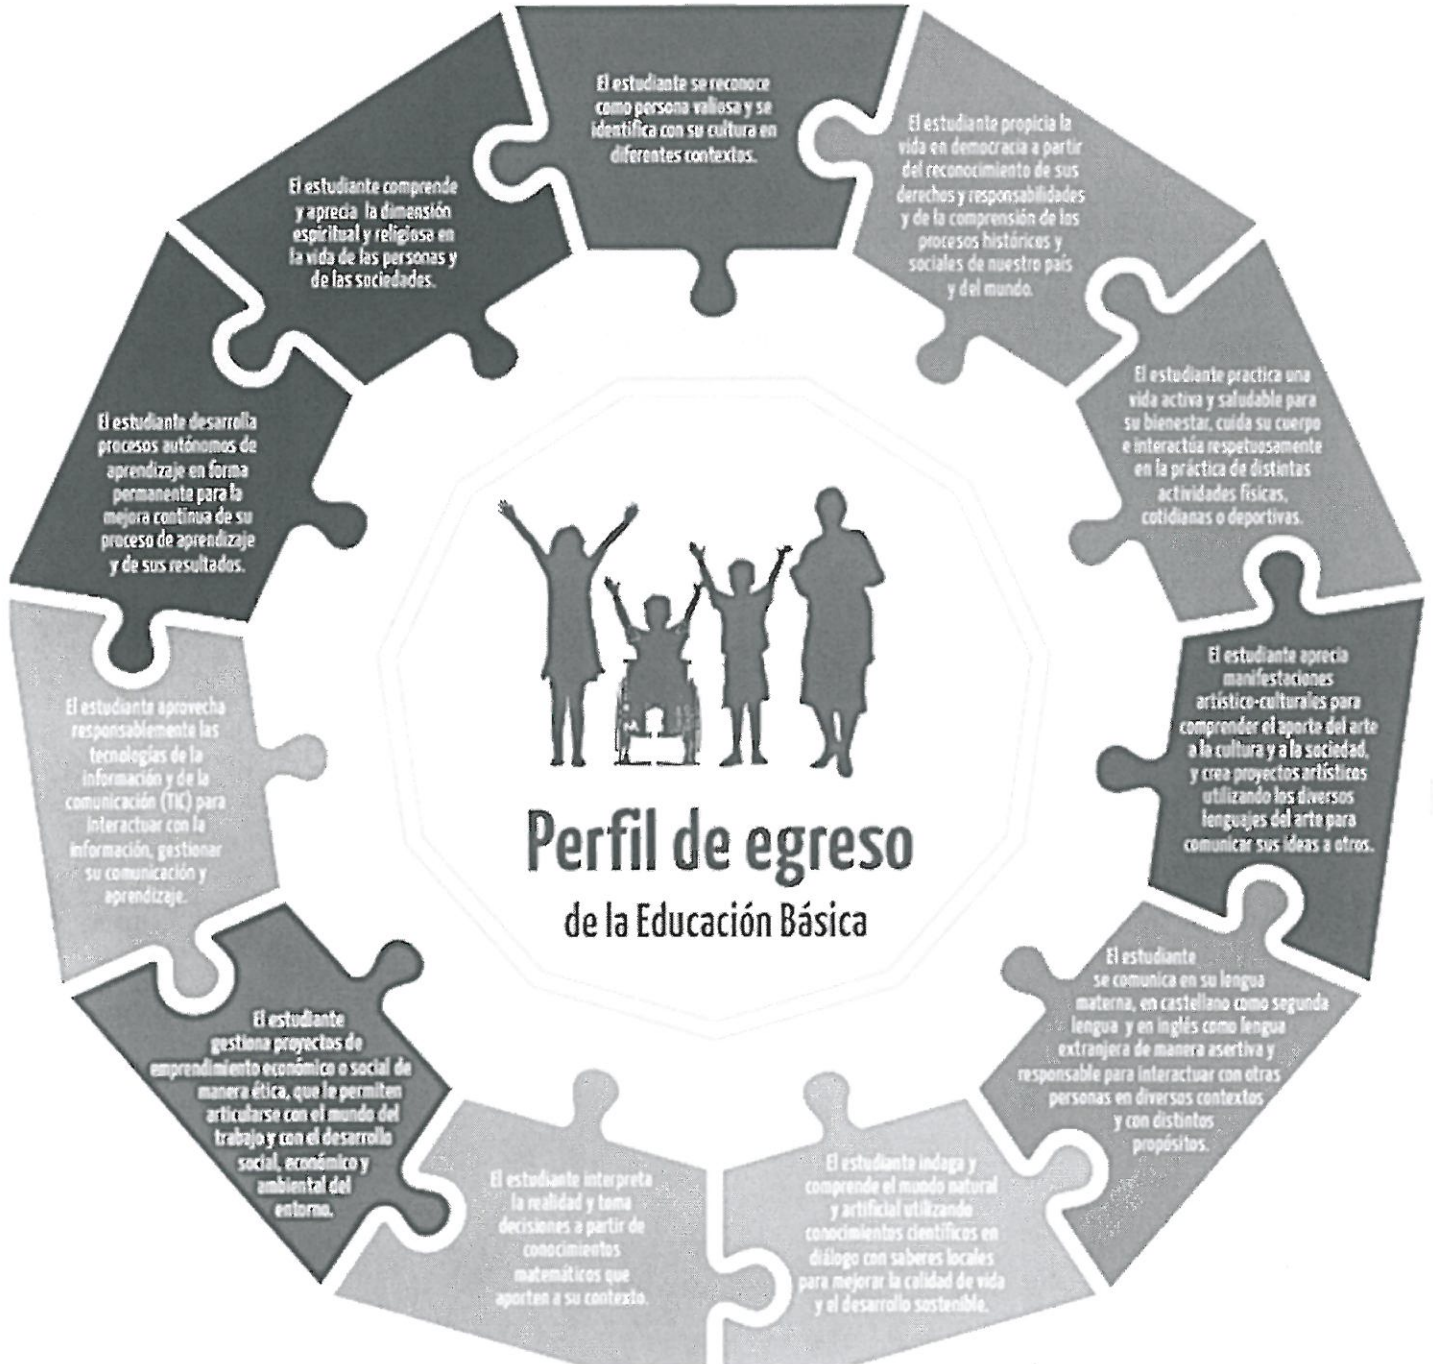 El estudiante se reconoce
como persona valiosa y se
identifica con su cultura en
diferentes contextos.
El estudiante propicia la
vida en democracia a partir
del reconocimiento de sus
derechos y responsabilidades
y de la comprensión de los
procesos históricos y
sociales de nuestro país
y del mundo.
El estudiante practica una
vida activa y saludable para
su bienestar, cuida su cuerpo
e interactúa respetuosamente
en la práctica de distintas
actividades físicas,
cotidianas o deportivas.
El estudiante aprecia
manifestaciones
artístico-culturales para
comprender el aporte del arte
a la cultura y a la sociedad,
y crea proyectos artísticos
utilizando los diversos
lenguajes del arte para
comunicar sus ideas a otros.
El estudiante
se comunica en su lengua
materna, en castellano como segunda
lengua y en inglés como lengua
extranjera de manera asertiva y
responsable para interactuar con otras
personas en diversos contextos
y con distintos
propósitos.
El estudiante indaga y
comprende el mundo natural
y artificial utilizando
conocimientos científicos en
diálogo con saberes locales
para mejorar la calidad de vida
y el desarrollo sostenible.
El estudiante interpreta
la realidad y toma
decisiones a partir de
conocimientos
matemáticos que
aporten a su contexto.
El estudiante
gestiona proyectos de
emprendimiento económico o social de
manera ética, que le permiten
articularse con el mundo del
trabajo y con el desarrollo
social, económico y
ambiental del
entorno.
El estudiante aprovecha
responsablemente las
tecnologías de la
información y de la
comunicación (TIC) para
interactuar con la
información, gestionar
su comunicación y
aprendizaje.
El estudiante desarrolla
procesos autónomos de
aprendizaje en forma
permanente para la
mejora continua de su
proceso de aprendizaje
y de sus resultados.
El estudiante comprende
y aprecia la dimensión
espiritual y religiosa en
la vida de las personas y
de las sociedades.
Perfil de egreso
de la Educación Básica